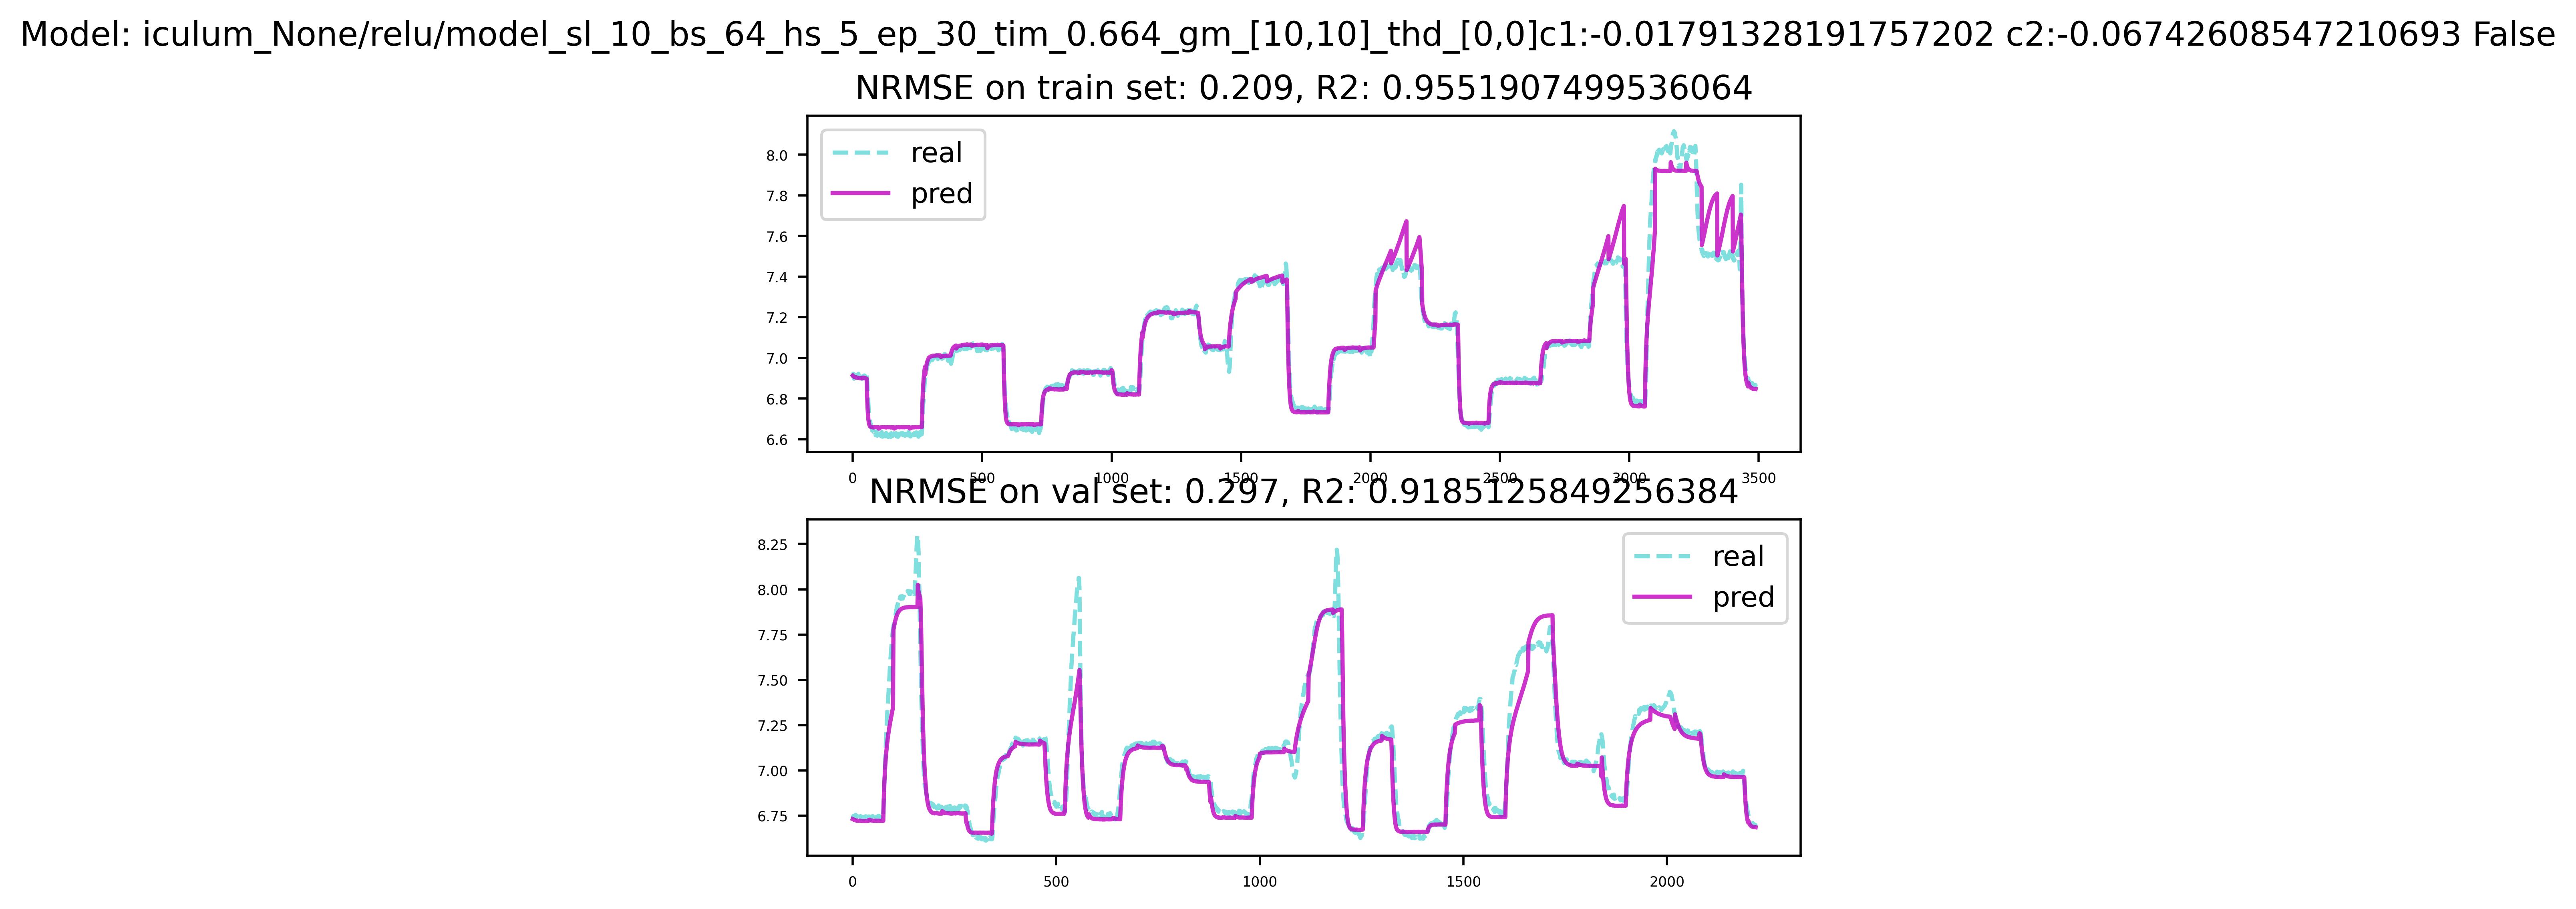 Model: iculum_None/relu/model_sl_10_bs_64_hs_5_ep_30_tim_0.664_gm_[10,10]_thd_[0,0]c1:-0.01791328191757202 c2:-0.06742608547210693 False
NRMSE on train set: 0.209, R2: 0.9551907499536064
real
pred
8.0
7.8
7.6
7.4
7.2
7.0
6.8
6.6
0 500 1000 1500 2000 2500 3000 3500
NRMSE on val set: 0.297, R2: 0.9185125849256384
real
pred
8.25
8.00
7.75
7.50
7.25
7.00
6.75
0 500 1000 1500 2000